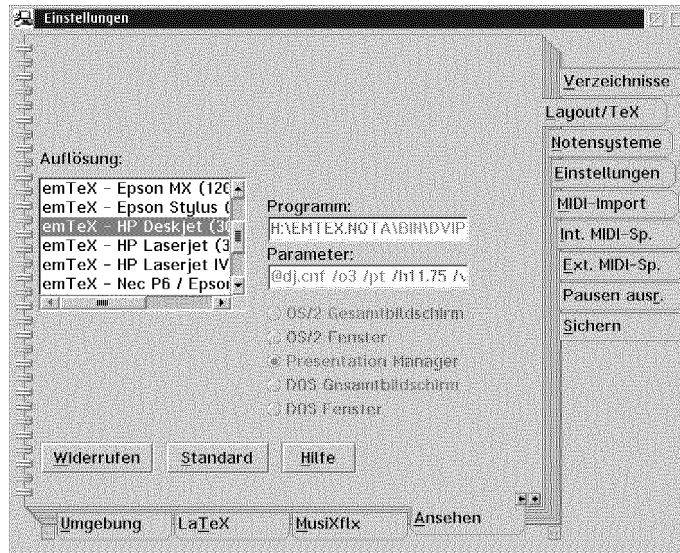 Einstellungen
Verzeichnisse
Layout/TeX
Notensysteme
Einstellungen
MIDI-Import
Int. MIDI-Sp.
Ext. MIDI-Sp.
Pausen ausr.
Sichern
Auflösung:
emTeX - Epson MX (120
emTeX - Epson Stylus (
emTeX - HP Deskjet (30
emTeX - HP Laserjet (3
emTeX - HP Laserjet IV
emTeX - Nec P6 / Epson
Programm:
H:\EMTEX.NOTA\BIN\DVIP
Parameter:
@dj.cnf /o3 /pt /h11.75 /v
OS/2 Gesamtbildschirm
OS/2 Fenster
Presentation Manager
DOS Gesamtbildschirm
DOS Fenster
Widerrufen
Standard
Hilfe
Umgebung
LaTeX
MusiXflx
Ansehen